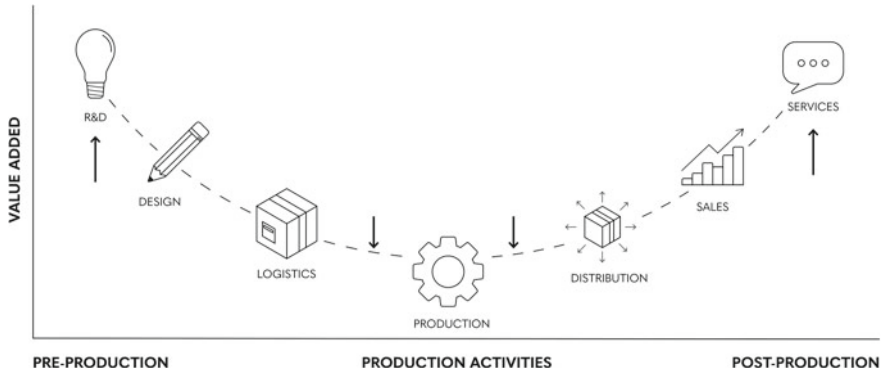 VALUE ADDED
R&D
DESIGN
LOGISTICS
PRODUCTION
DISTRIBUTION
SALES
SERVICES
PRE-PRODUCTION
PRODUCTION ACTIVITIES
POST-PRODUCTION